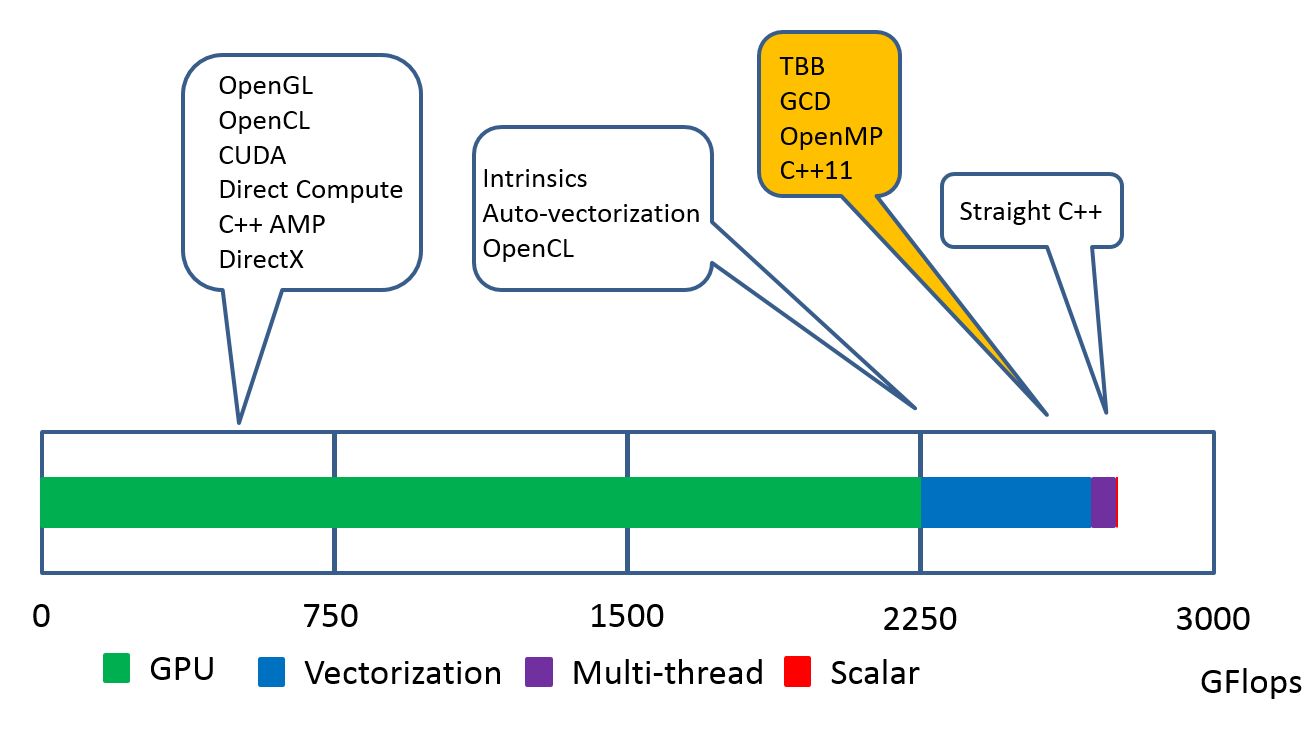 OpenGL
OpenCL
CUDA
Direct Compute
C++ AMP
DirectX
Intrinsics
Auto-vectorization
OpenCL
TBB
GCD
OpenMP
C++11
Straight C++
0 750 1500 2250 3000
GPU Vectorization Multi-thread Scalar
GFlops